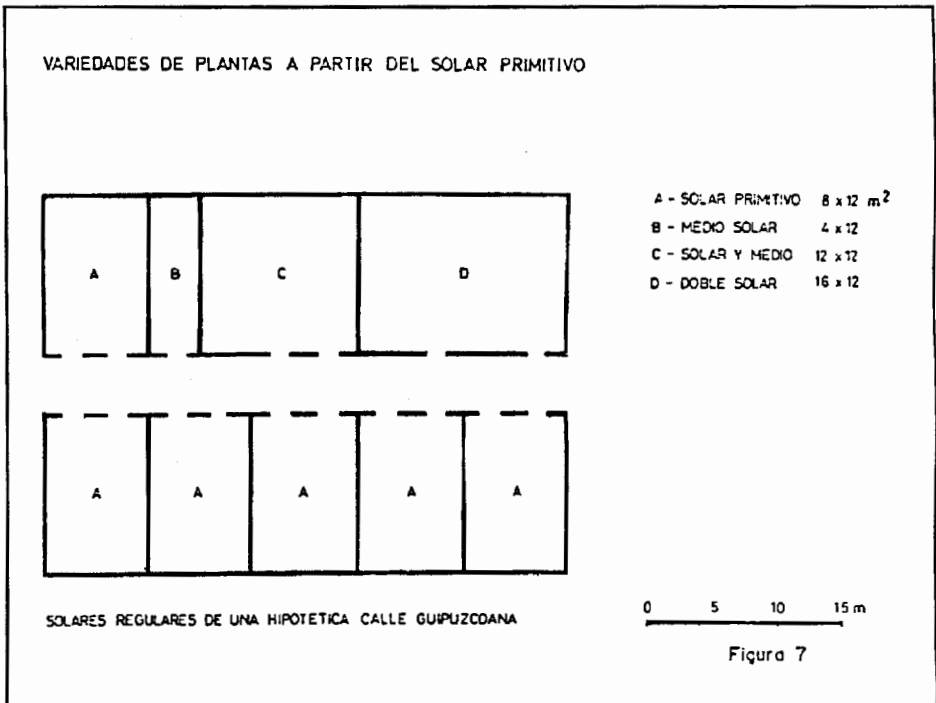 VARIEDADES DE PLANTAS A PARTIR DEL SOLAR PRIMITIVO
A - SOLAR PRIMITIVO 8 x 12 m²
B - MEDIO SOLAR 4 x 12
C - SOLAR Y MEDIO 12 x 12
D - DOBLE SOLAR 16 x 12
A B C D
A A A A A
SOLARES REGULARES DE UNA HIPOTETICA CALLE GUIPUZCOANA
0 5 10 15 m
Figura 7